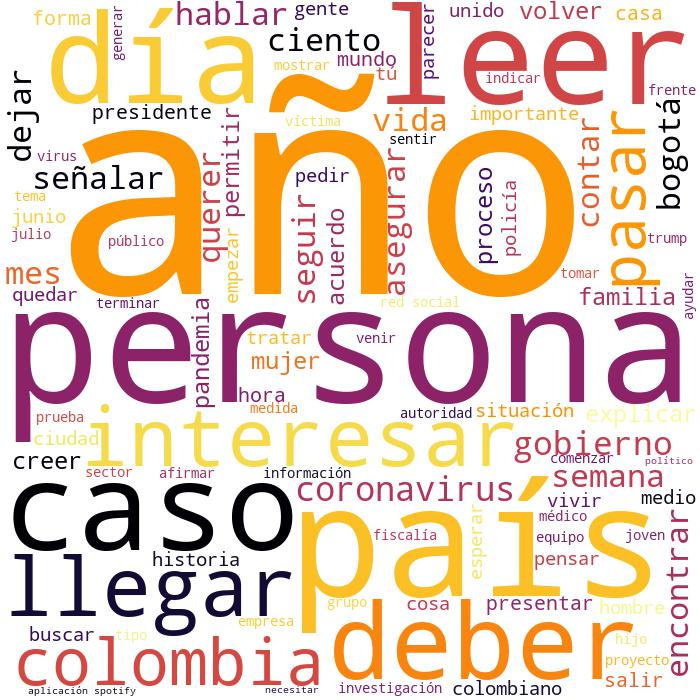 forma
generar
hablar
gente
unido
volver
casa
día
ciento
mundo
parecer
leer
mostrar
tú
indicar
frente
dejar
presidente
año
víctima
vida
importante
sentir
contar
pasar
bogotá
virus
señalar
querer
permitir
pedir
seguir
acuerdo
asegurar
proceso
policía
tema
junio
julio
público
empezar
trump
mes
tomar
quedar
terminar
red social
familia
ayudar
persona
pandemia
tratar
venir
mujer
hora
medida
prueba
autoridad
situación
explicar
ciudad
interesar
gobierno
creer
comenzar
político
sector
afirmar
información
semana
caso
coronavirus
país
vivir
medio
médico
llegar
historia
fiscalía
esperar
equipo
joven
pensar
encontrar
grupo
cosa
presentar
hombre
empresa
buscar
tipo
deber
hijo
colombia
proyecto
salir
aplicación spotify
necesitar
investigación
colombiano